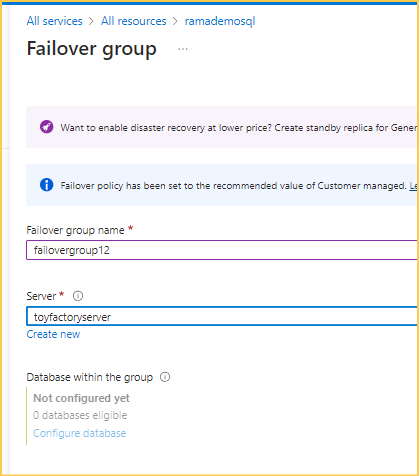 All services > All resources > ramademosql
Failover group ...
Want to enable disaster recovery at lower price? Create standby replica for Gener
Failover policy has been set to the recommended value of Customer managed. Le
Failover group name *
failovergroup12
Server *
toyfactoryserver
Create new
Database within the group
Not configured yet
0 databases eligible
Configure database